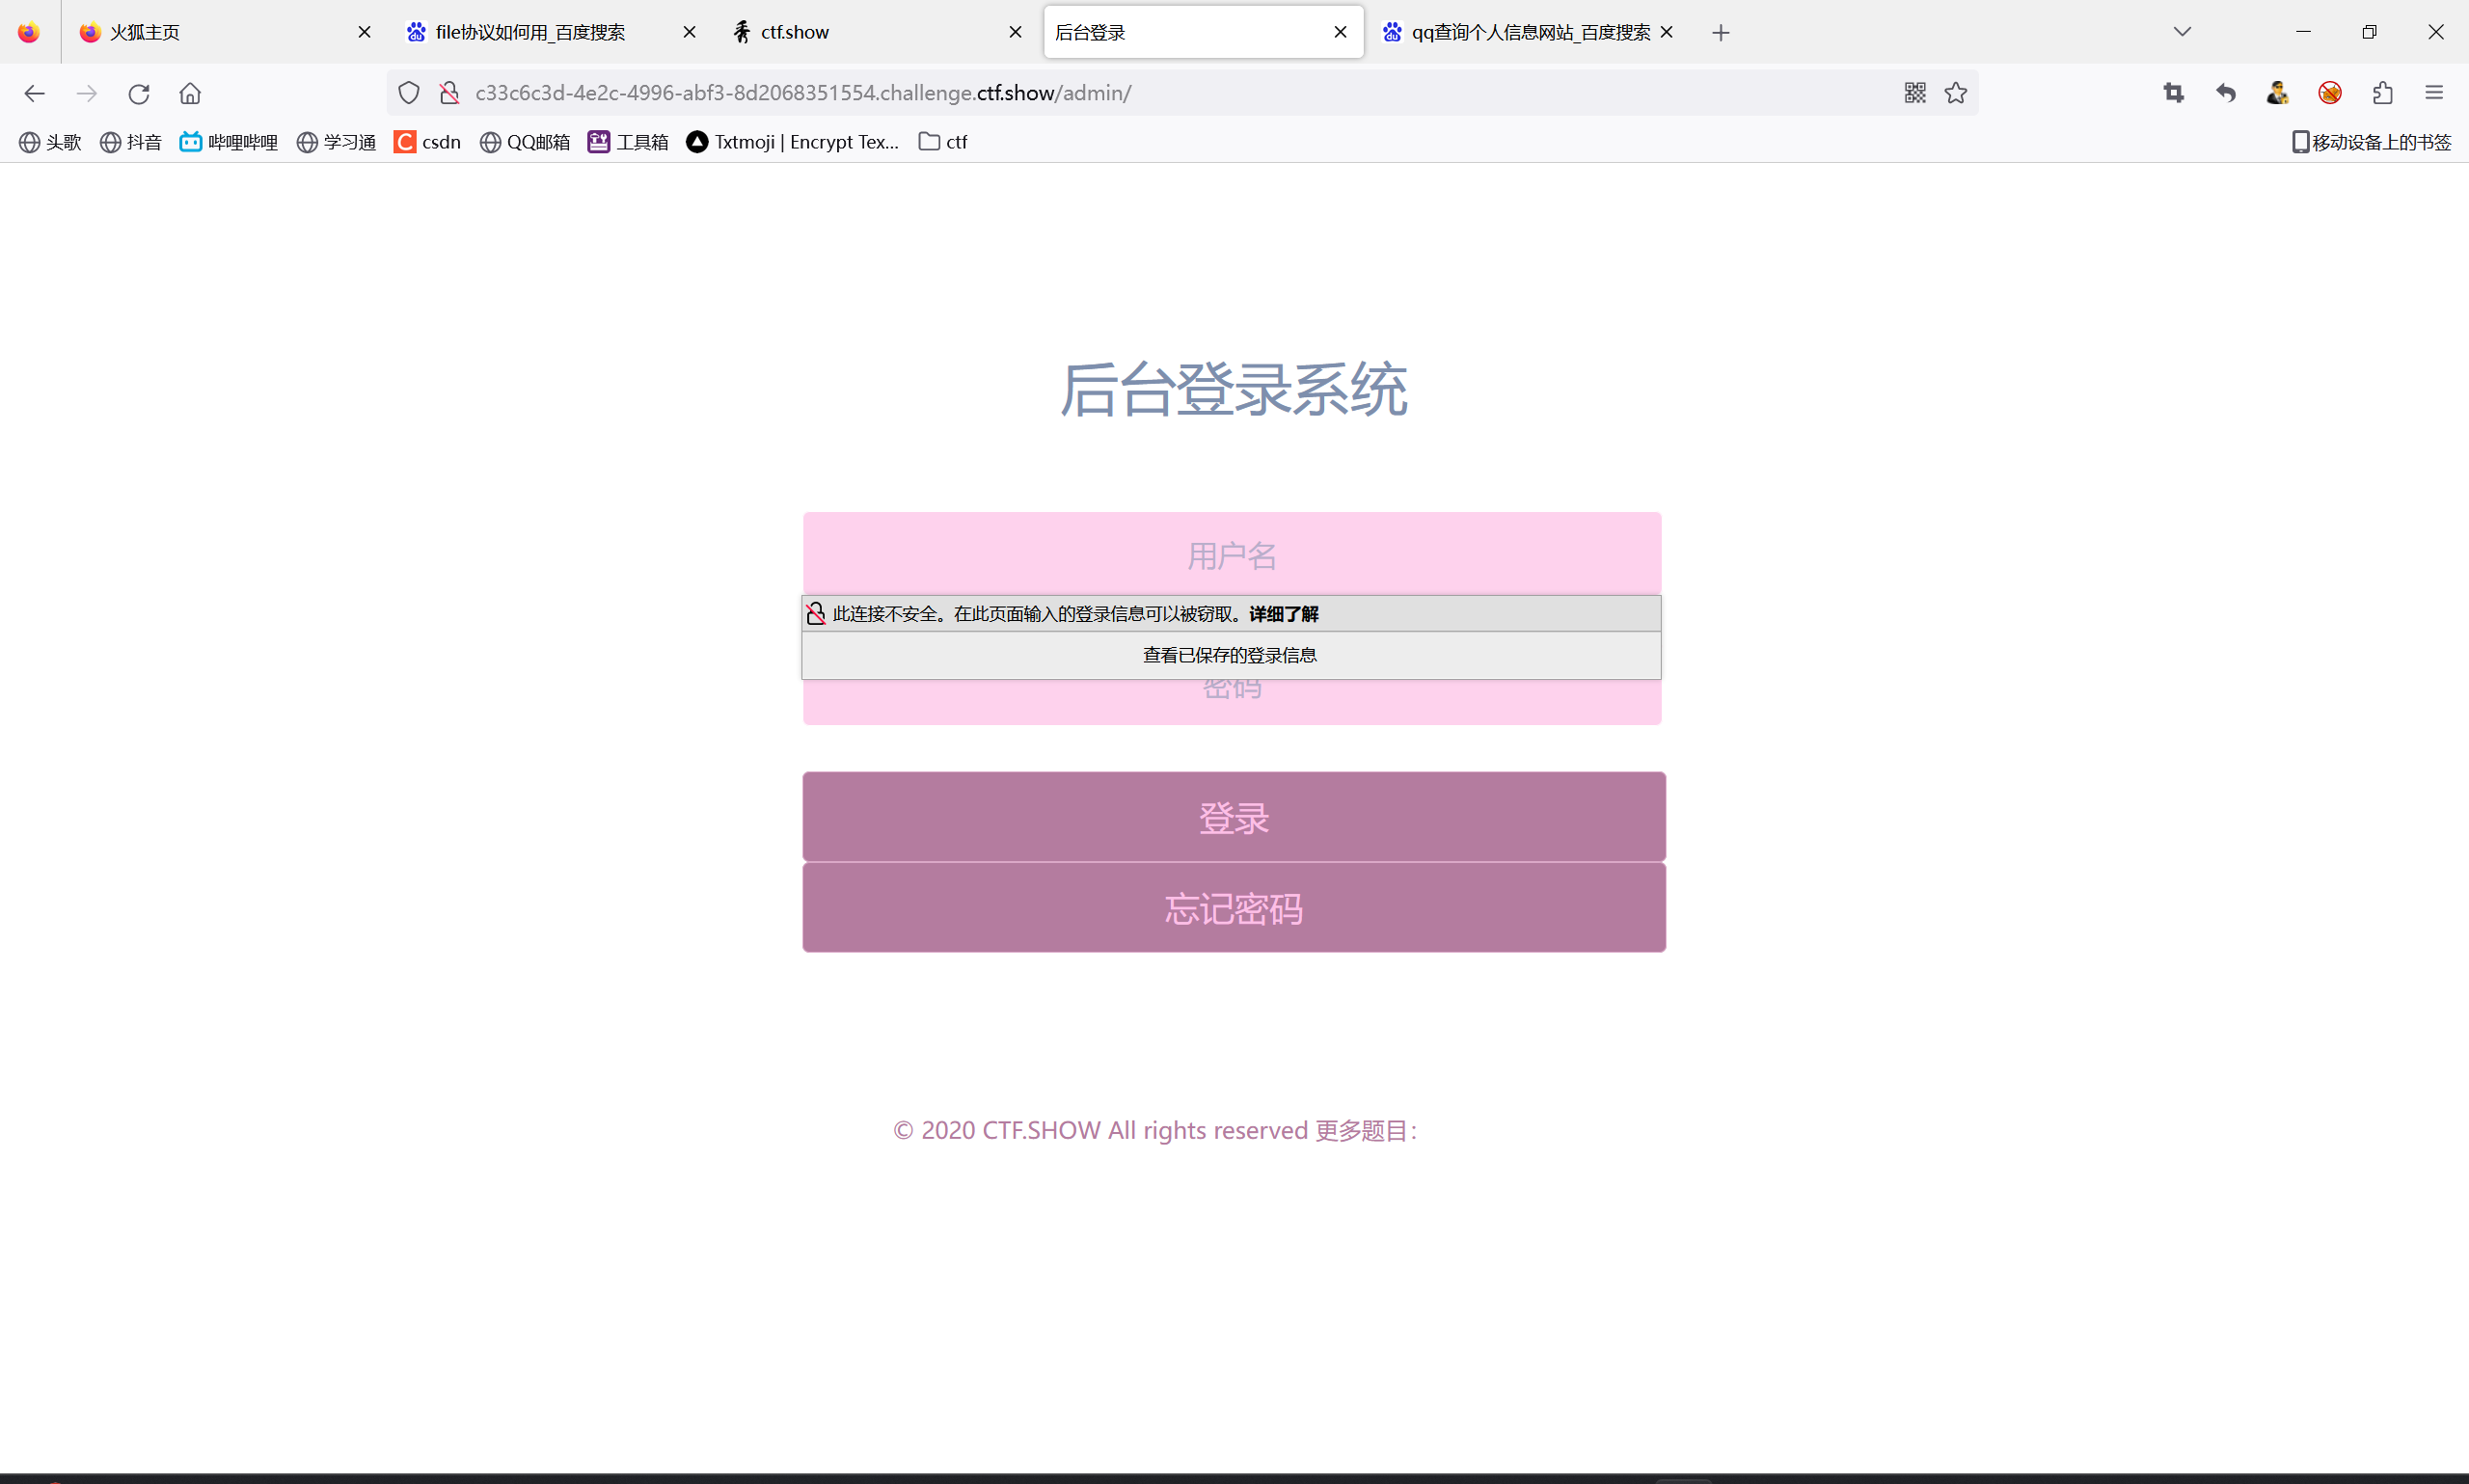 火狐主页
file协议如何用_百度搜索
ctf.show
后台登录
qq查询个人信息网站_百度搜索
c33c6c3d-4e2c-4996-abf3-8d2068351554.challenge.ctf.show/admin/
头歌 抖音 哔哩哔哩 学习通 csdn QQ邮箱 工具箱 Txtmoji | Encrypt Tex... ctf 移动设备上的书签
后台登录系统
用户名
此连接不安全。在此页面输入的登录信息可以被窃取。详细了解
查看已保存的登录信息
密码
登录
忘记密码
© 2020 CTF.SHOW All rights reserved 更多题目：